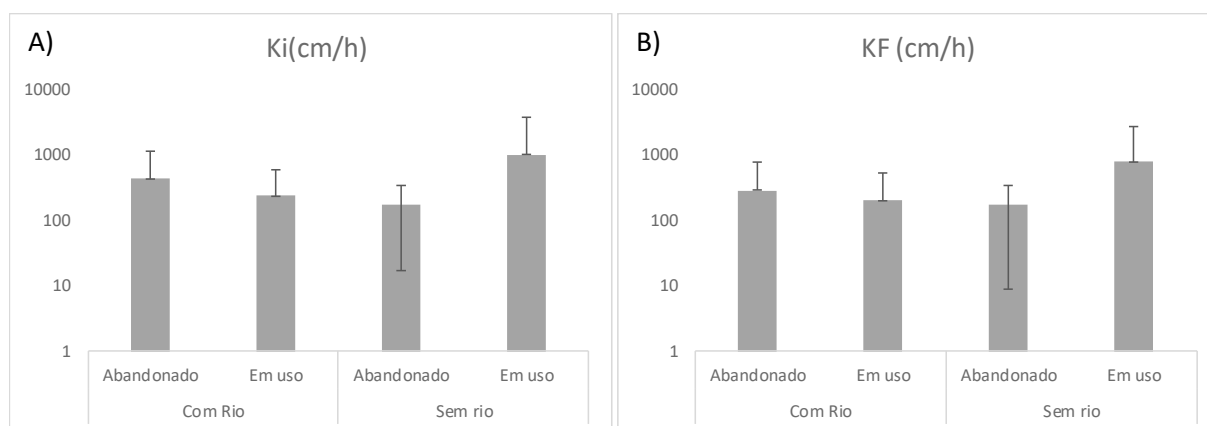 A)
Ki(cm/h)
10000
1000
100
10
1
Abandonado Em uso Abandonado Em uso
Com Rio Sem rio
B)
KF (cm/h)
10000
1000
100
10
1
Abandonado Em uso Abandonado Em uso
Com Rio Sem rio